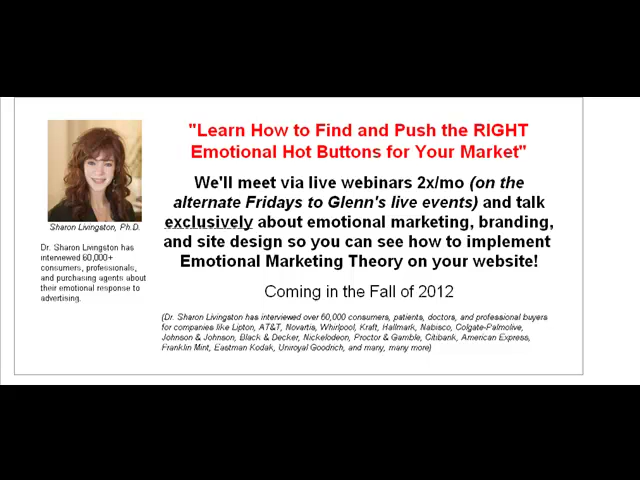 "Learn How to Find and Push the RIGHT
Emotional Hot Buttons for Your Market"
We'll meet via live webinars 2x/mo (on the
alternate Fridays to Glenn's live events) and talk
exclusively about emotional marketing, branding,
and site design so you can see how to implement
Emotional Marketing Theory on your website!
Coming in the Fall of 2012
Sharon Livingston, Ph.D.
Dr. Sharon Livingston has
interviewed 60,000+
consumers, professionals,
and purchasing agents about
their emotional response to
advertising.
(Dr. Sharon Livingston has interviewed over 60,000 consumers, patients, doctors, and professional buyers
for companies like Lipton, AT&T, Novartis, Whirlpool, Kraft, Hallmark, Nabisco, Colgate-Palmolive,
Johnson & Johnson, Black & Decker, Nickelodeon, Proctor & Gamble, Citibank, American Express,
Franklin Mint, Eastman Kodak, Uniroyal Goodrich, and many, many more)